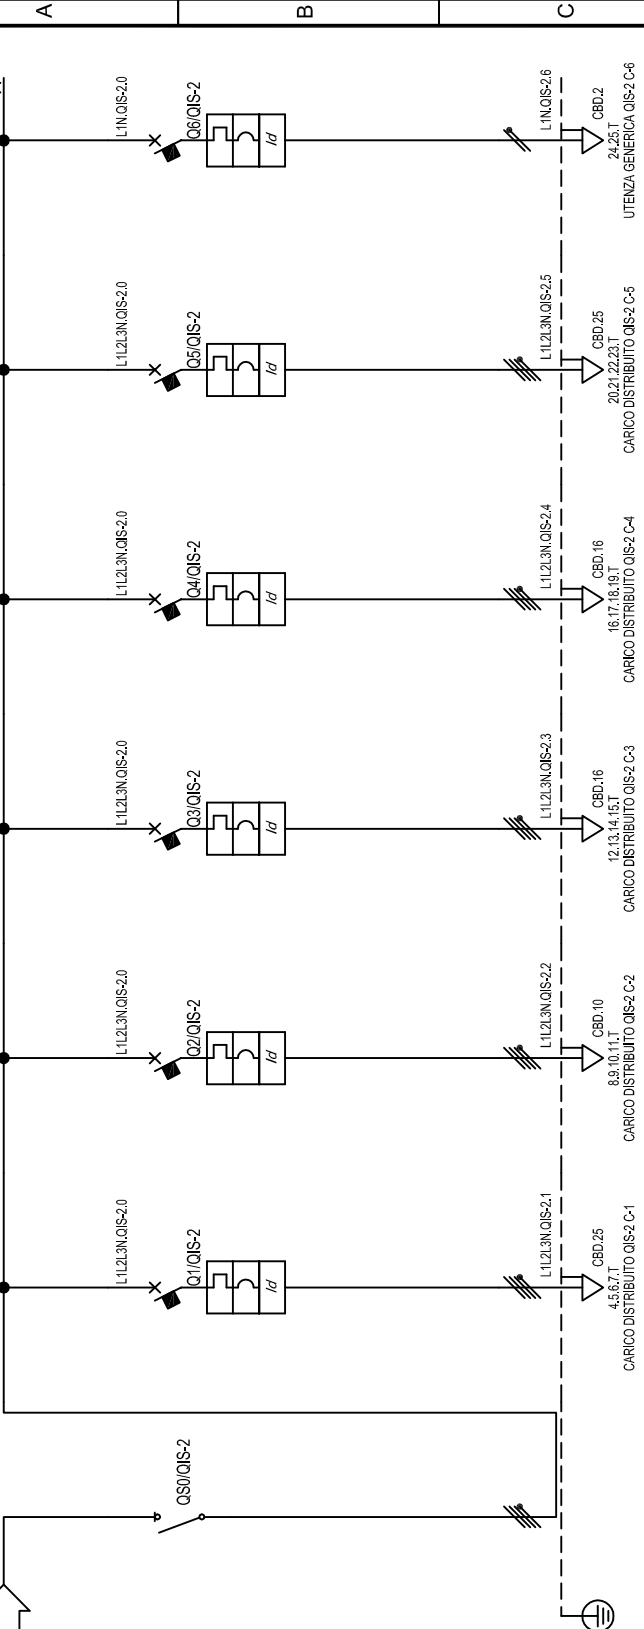 A
B
C
QS0/QIS-2
L1L2L3N.QIS-2.0
Q1/QIS-2
Id
L1L2L3N.QIS-2.1
CBD.25
4.5.6.7.T
CARICO DISTRIBUITO QIS-2 C-1
L1L2L3N.QIS-2.0
Q2/QIS-2
Id
L1L2L3N.QIS-2.2
CBD.10
8.9.10.11.T
CARICO DISTRIBUITO QIS-2 C-2
L1L2L3N.QIS-2.0
Q3/QIS-2
Id
L1L2L3N.QIS-2.3
CBD.16
12.13.14.15.T
CARICO DISTRIBUITO QIS-2 C-3
L1L2L3N.QIS-2.0
Q4/QIS-2
Id
L1L2L3N.QIS-2.4
CBD.16
16.17.18.19.T
CARICO DISTRIBUITO QIS-2 C-4
L1L2L3N.QIS-2.0
Q5/QIS-2
Id
L1L2L3N.QIS-2.5
CBD.25
20.21.22.23.T
CARICO DISTRIBUITO QIS-2 C-5
L1N.QIS-2.0
Q6/QIS-2
Id
L1N.QIS-2.6
CBD.2
24.25.T
UTENZA GENERICA QIS-2 C-6